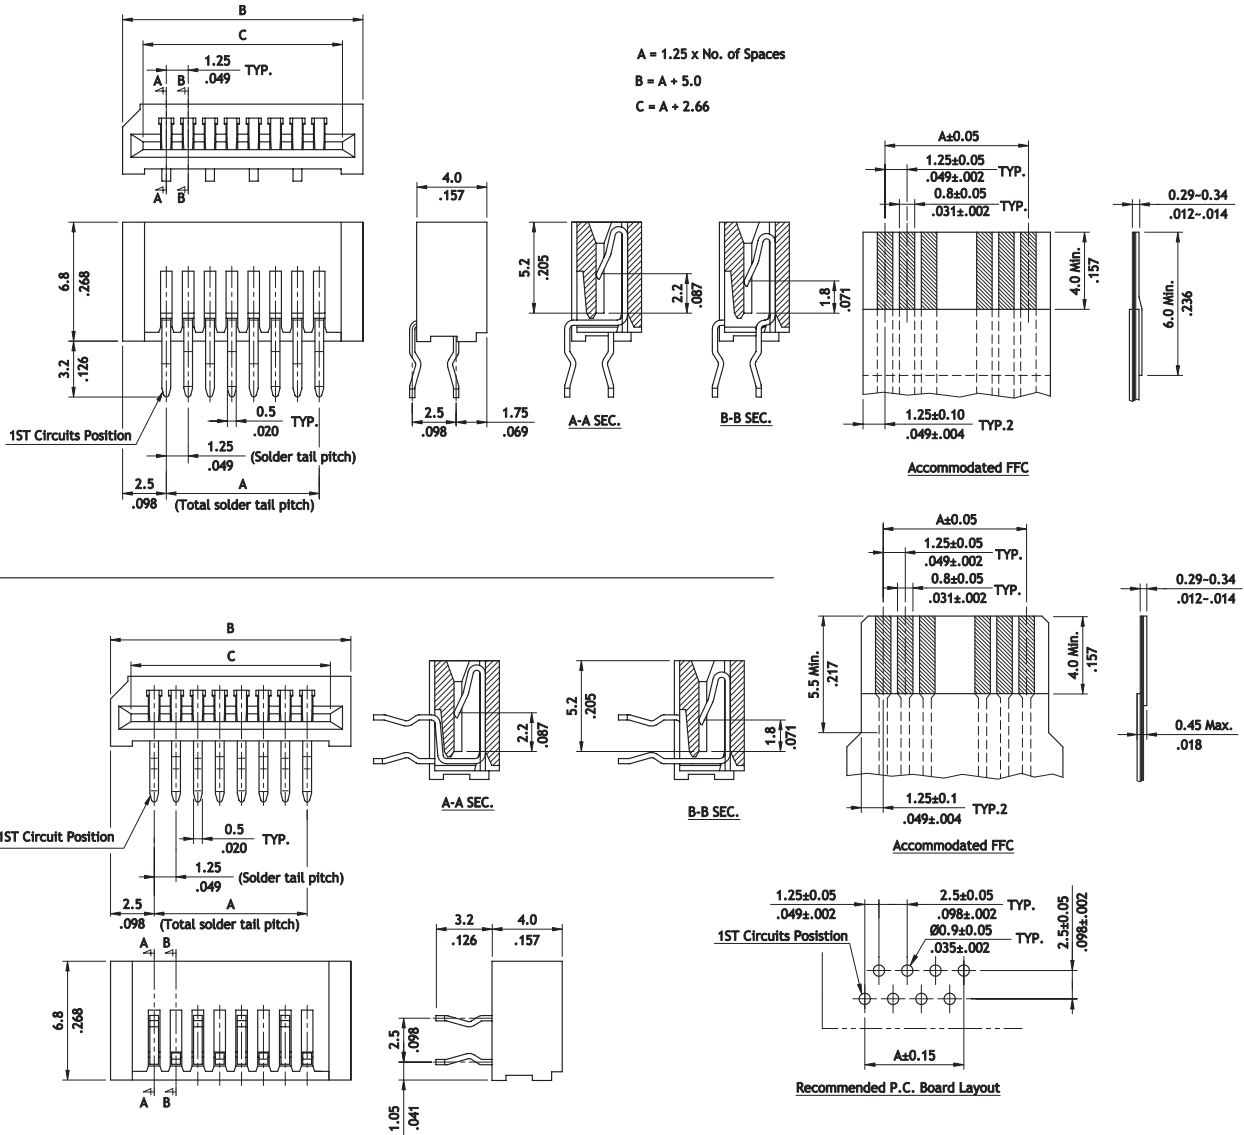 B
C
1.25
.049
TYP.
A
B
A
B
A = 1.25 x No. of Spaces
B = A + 5.0
C = A + 2.66
6.8
.268
3.2
.126
1ST Circuits Position
0.5
.020
TYP.
1.25
.049
(Solder tail pitch)
2.5
.098
A
(Total solder tail pitch)
4.0
.157
2.5
.098
1.75
.069
5.2
.205
2.2
.087
A-A SEC.
1.8
.071
B-B SEC.
A±0.05
1.25±0.05
.049±.002
TYP.
0.8±0.05
.031±.002
TYP.
4.0 Min.
.157
1.25±0.10
.049±.004
TYP.2
Accommodated FFC
0.29~0.34
.012~.014
6.0 Min.
.236
B
C
1ST Circuit Position
0.5
.020
TYP.
1.25
.049
(Solder tail pitch)
2.5
.098
A
(Total solder tail pitch)
A
B
6.8
.268
A
B
2.2
.087
A-A SEC.
5.2
.205
1.8
.071
B-B SEC.
3.2
.126
4.0
.157
2.5
.098
1.05
.041
A±0.05
1.25±0.05
.049±.002
TYP.
0.8±0.05
.031±.002
TYP.
5.5 Min.
.217
4.0 Min.
.157
1.25±0.1
.049±.004
TYP.2
Accommodated FFC
0.29~0.34
.012~.014
0.45 Max.
.018
1.25±0.05
.049±.002
2.5±0.05
.098±.002
TYP.
Ø0.9±0.05
.035±.002
TYP.
1ST Circuits Posistion
2.5±0.05
.098±.002
A±0.15
Recommended P.C. Board Layout